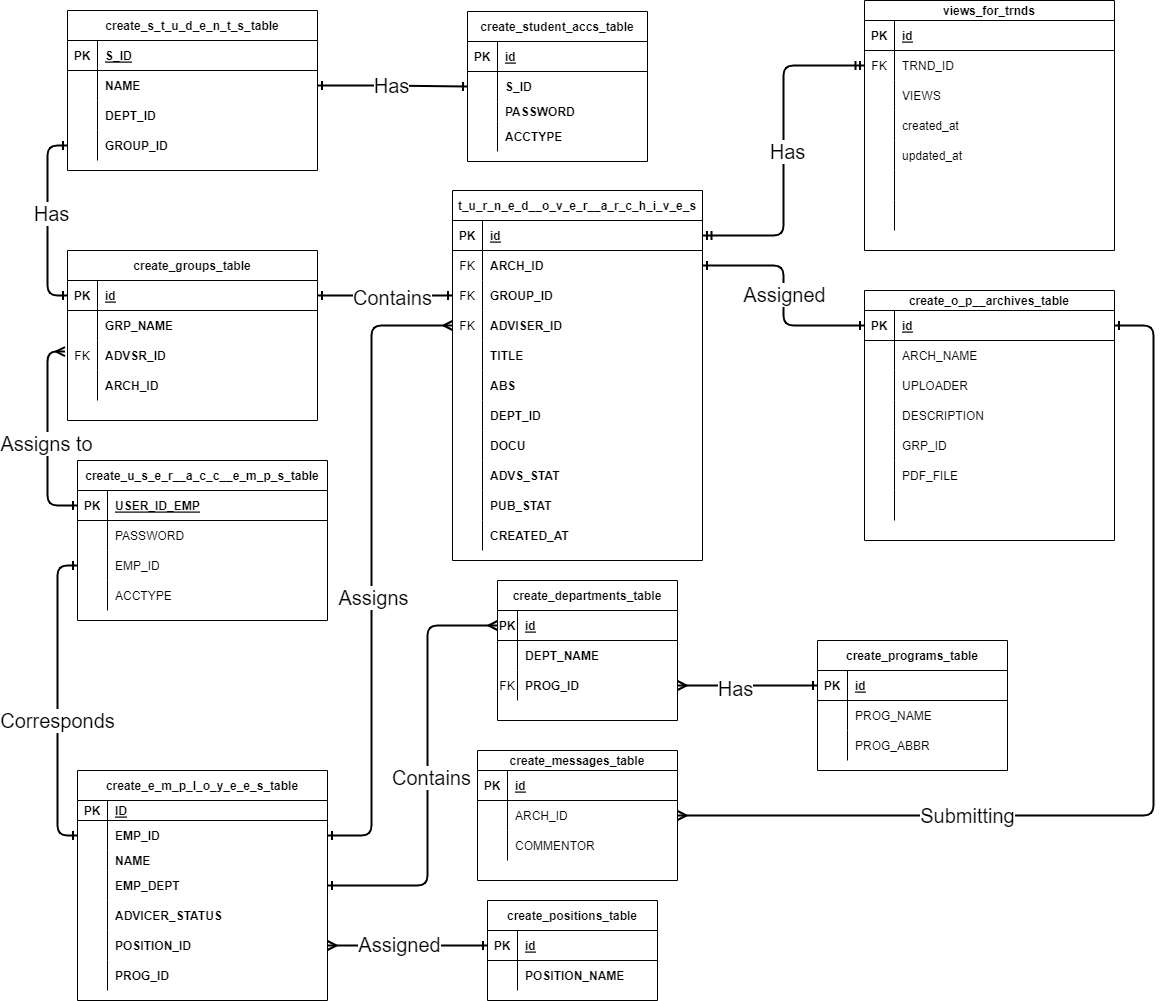 create_s_t_u_d_e_n_t_s_table
PK S_ID
NAME
DEPT_ID
GROUP_ID
Has
create_student_accs_table
PK id
S_ID
PASSWORD
ACCTYPE
views_for_trnds
PK id
FK TRND_ID
VIEWS
created_at
updated_at
Has
Has
create_groups_table
PK id
GRP_NAME
FK ADVSR_ID
ARCH_ID
Contains
t_u_r_n_e_d__o_v_e_r__a_r_c_h_i_v_e_s
PK id
FK ARCH_ID
FK GROUP_ID
FK ADVISER_ID
TITLE
ABS
DEPT_ID
DOCU
ADVS_STAT
PUB_STAT
CREATED_AT
Assigned
create_o_p__archives_table
PK id
ARCH_NAME
UPLOADER
DESCRIPTION
GRP_ID
PDF_FILE
Assigns to
create_u_s_e_r__a_c_c__e_m_p_s_table
PK USER_ID_EMP
PASSWORD
EMP_ID
ACCTYPE
Assigns
create_departments_table
PK id
DEPT_NAME
FK PROG_ID
Has
create_programs_table
PK id
PROG_NAME
PROG_ABBR
Corresponds
Contains
create_messages_table
PK id
ARCH_ID
COMMENTOR
Submitting
create_e_m_p_l_o_y_e_e_s_table
PK ID
EMP_ID
NAME
EMP_DEPT
ADVICER_STATUS
POSITION_ID
PROG_ID
Assigned
create_positions_table
PK id
POSITION_NAME